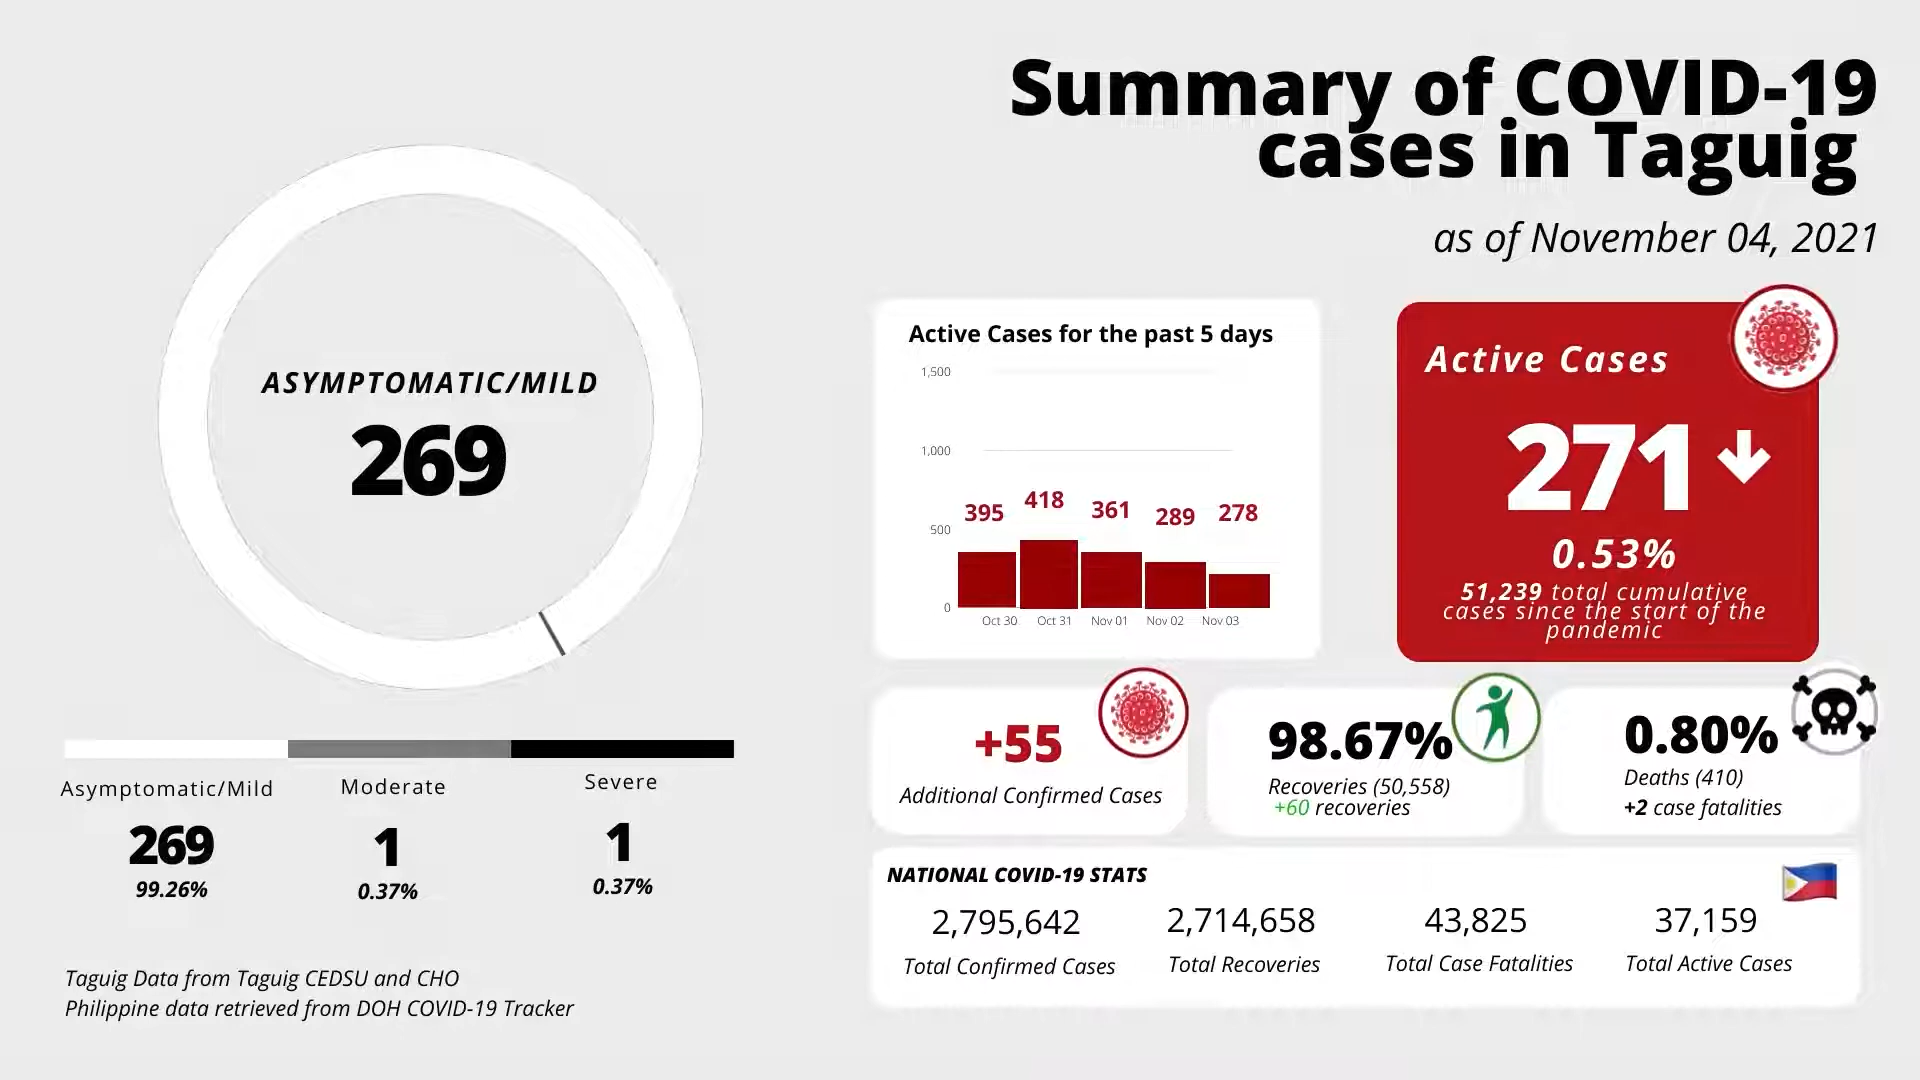 Summary of COVID-19
cases in Taguig
as of November 04, 2021
ASYMPTOMATIC/MILD
269
Asymptomatic/Mild
269
99.26%
Moderate
1
0.37%
Severe
1
0.37%
Taguig Data from Taguig CEDSU and CHO
Philippine data retrieved from DOH COVID-19 Tracker
Active Cases for the past 5 days
1,500
1,000
500
0
395 418 361 289 278
Oct 30 Oct 31 Nov 01 Nov 02 Nov 03
Active Cases
271
0.53%
51,239 total cumulative
cases since the start of the
pandemic
+55
Additional Confirmed Cases
98.67%
Recoveries (50,558)
+60 recoveries
0.80%
Deaths (410)
+2 case fatalities
NATIONAL COVID-19 STATS
2,795,642
Total Confirmed Cases
2,714,658
Total Recoveries
43,825
Total Case Fatalities
37,159
Total Active Cases